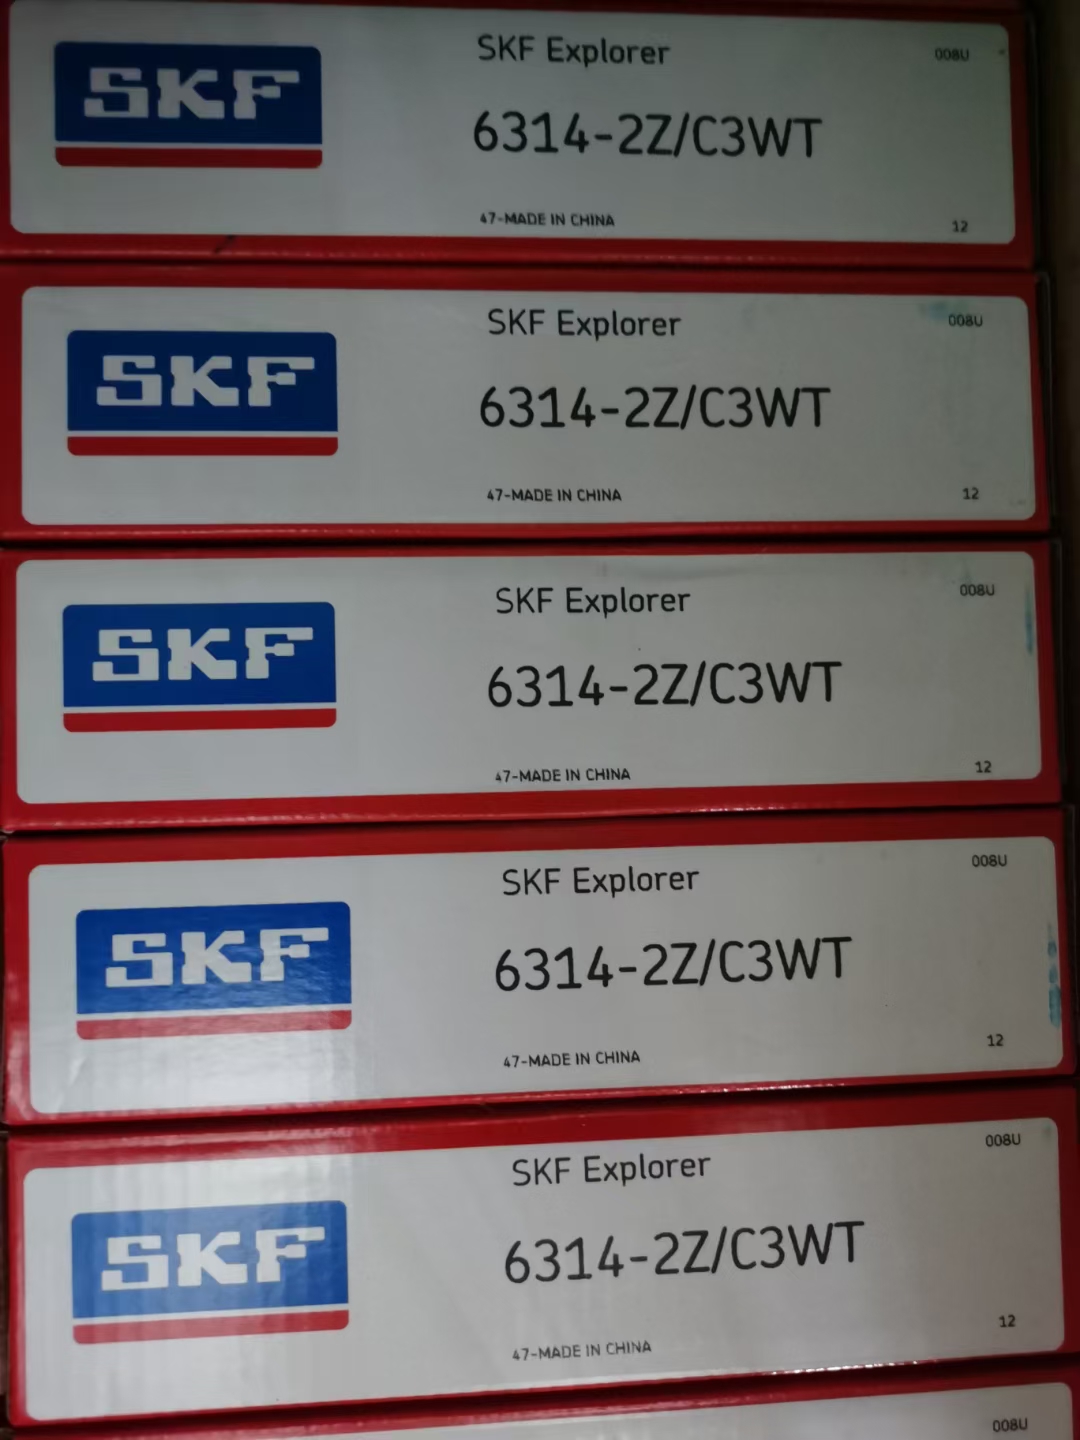 SKF
SKF Explorer
008U
6314-2Z/C3WT
47-MADE IN CHINA
12
SKF
SKF Explorer
008U
6314-2Z/C3WT
47-MADE IN CHINA
12
SKF
SKF Explorer
008U
6314-2Z/C3WT
47-MADE IN CHINA
12
SKF
SKF Explorer
008U
6314-2Z/C3WT
47-MADE IN CHINA
12
SKF
SKF Explorer
008U
6314-2Z/C3WT
47-MADE IN CHINA
12
008U